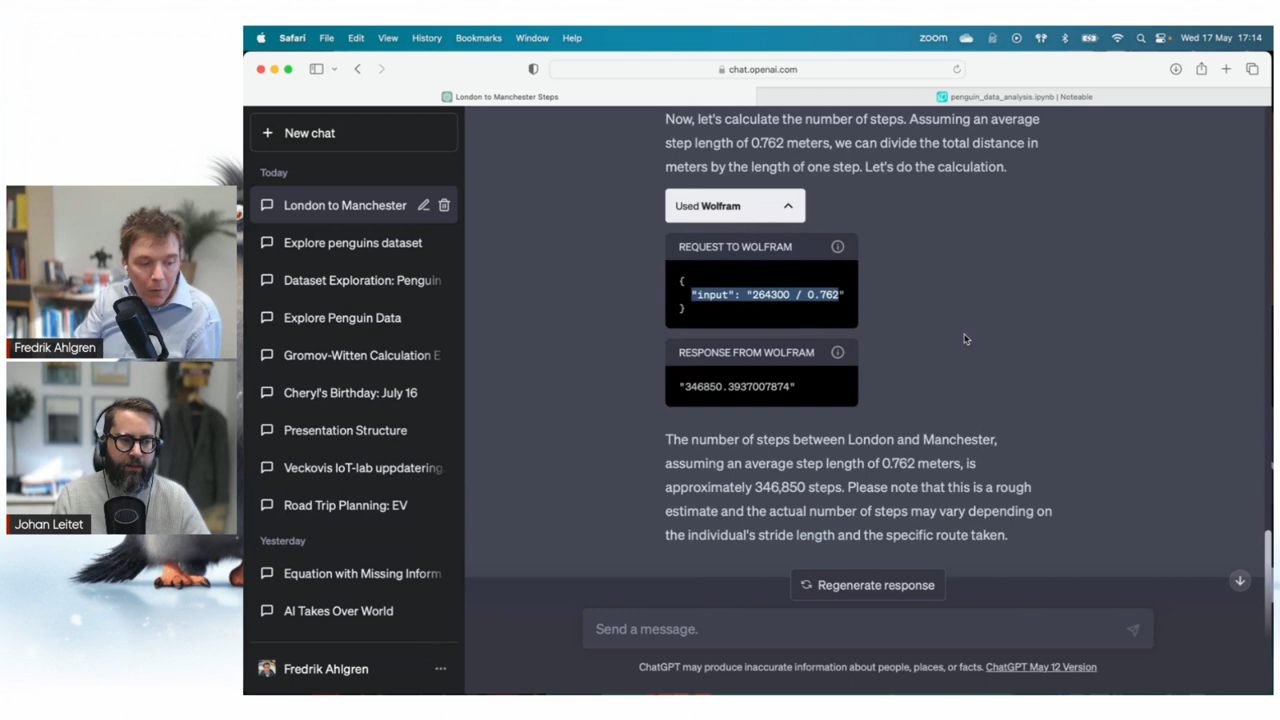 Safari File Edit View History Bookmarks Window Help zoom Wed 17 May 17:14
chat.openai.com
London to Manchester Steps
penguin_data_analysis.ipynb | Noteable
New chat
Today
London to Manchester
Explore penguins dataset
Dataset Exploration: Penguin
Explore Penguin Data
Gromov-Witten Calculation E
Cheryl's Birthday: July 16
Presentation Structure
Veckovis IoT-lab uppdatering.
Road Trip Planning: EV
Yesterday
Equation with Missing Inform
AI Takes Over World
Fredrik Ahlgren
Now, let's calculate the number of steps. Assuming an average
step length of 0.762 meters, we can divide the total distance in
meters by the length of one step. Let's do the calculation.
Used Wolfram
REQUEST TO WOLFRAM
{
"input": "264300 / 0.762"
}
RESPONSE FROM WOLFRAM
"346850.3937007874"
The number of steps between London and Manchester,
assuming an average step length of 0.762 meters, is
approximately 346,850 steps. Please note that this is a rough
estimate and the actual number of steps may vary depending on
the individual's stride length and the specific route taken.
Regenerate response
Send a message.
ChatGPT may produce inaccurate information about people, places, or facts. ChatGPT May 12 Version
Fredrik Ahlgren
Johan Leitet